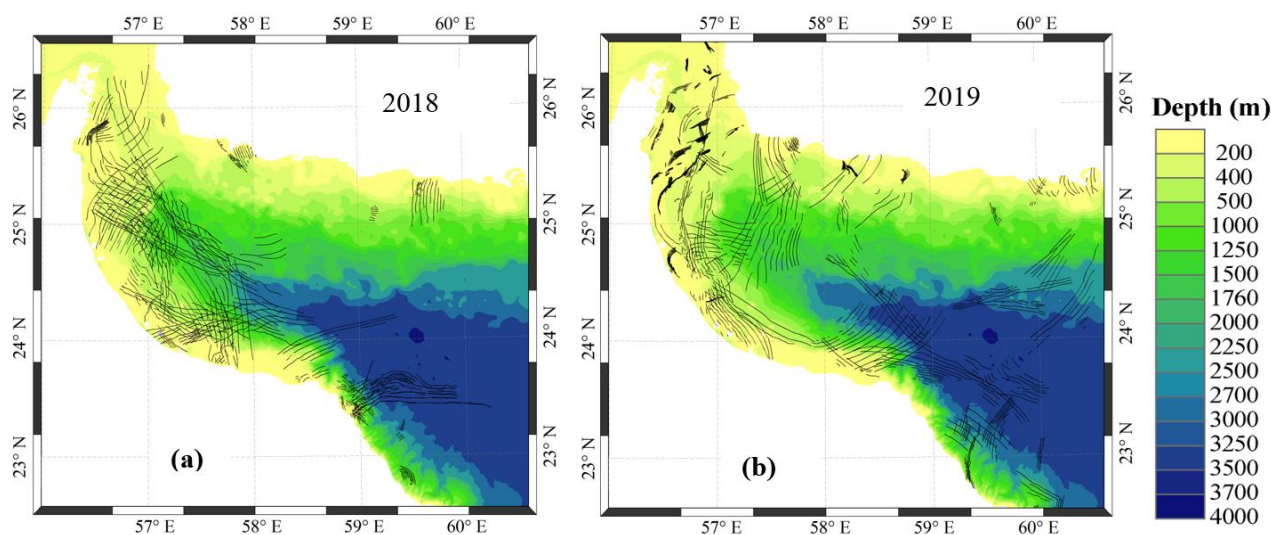 57° E 58° E 59° E 60° E
26° N 25° N 24° N 23° N
2018
(a)
26° N 25° N 24° N 23° N
57° E 58° E 59° E 60° E
57° E 58° E 59° E 60° E
26° N 25° N 24° N 23° N
2019
(b)
26° N 25° N 24° N 23° N
57° E 58° E 59° E 60° E
Depth (m)
200
400
500
1000
1250
1500
1760
2000
2250
2500
2700
3000
3250
3500
3700
4000